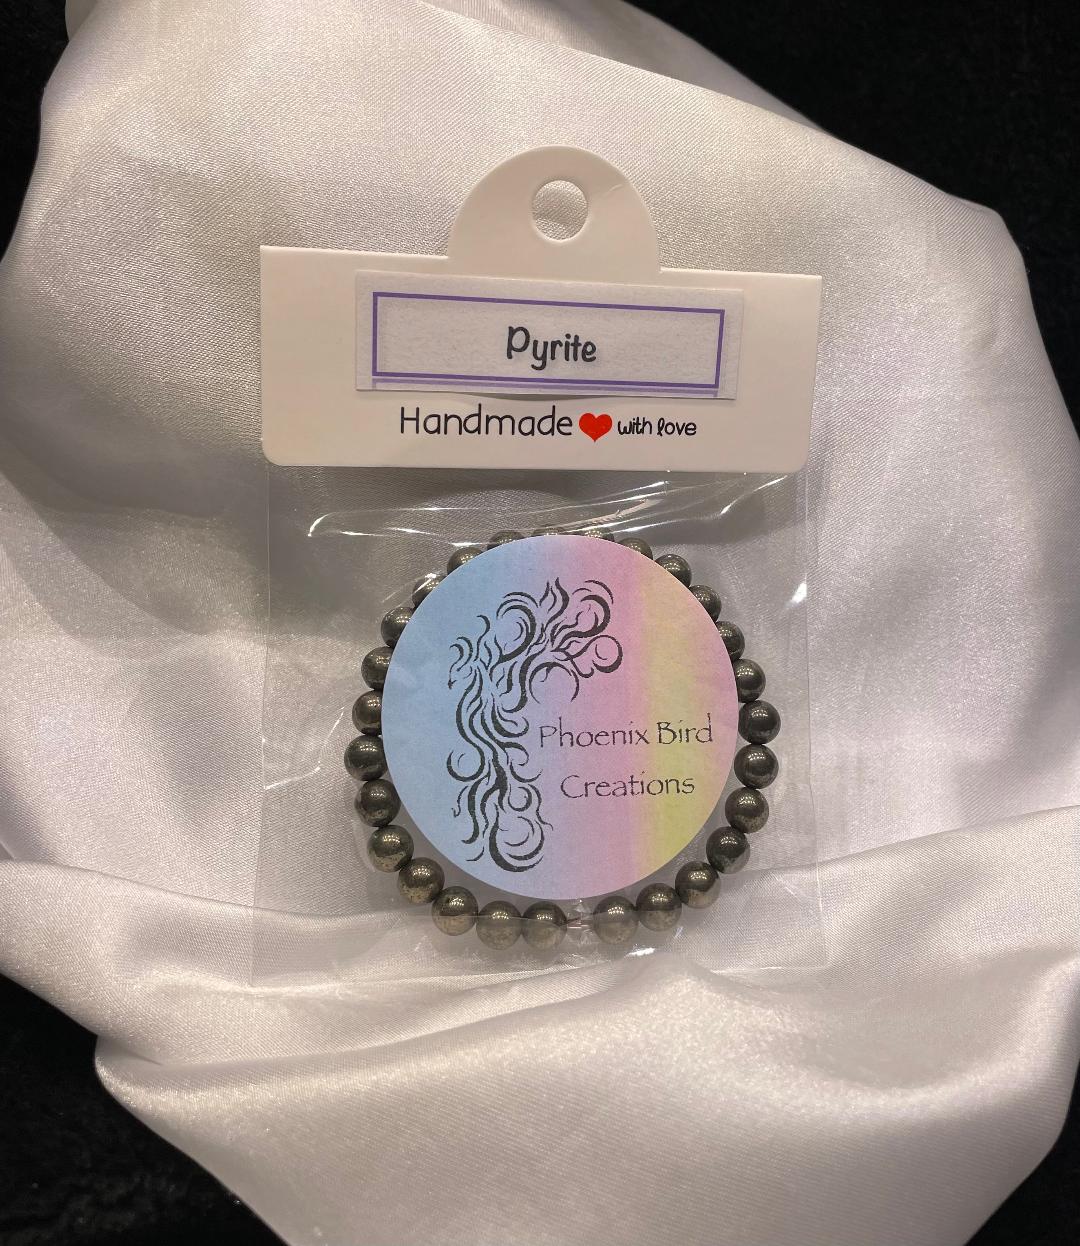 Pyrite
Handmade ❤ with love
Phoenix Bird
Creations